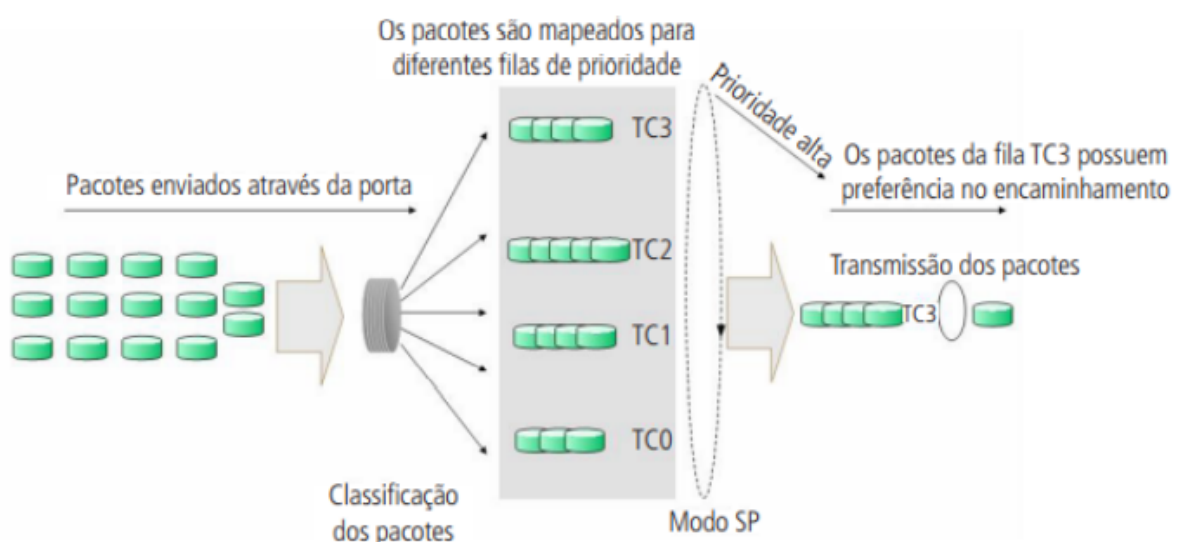 Os pacotes são mapeados para
diferentes filas de prioridade
Prioridade alta
TC3
Os pacotes da fila TC3 possuem
preferência no encaminhamento
Pacotes enviados através da porta
TC2
Transmissão dos pacotes
TC3
TC1
TC0
Classificação
dos pacotes
Modo SP